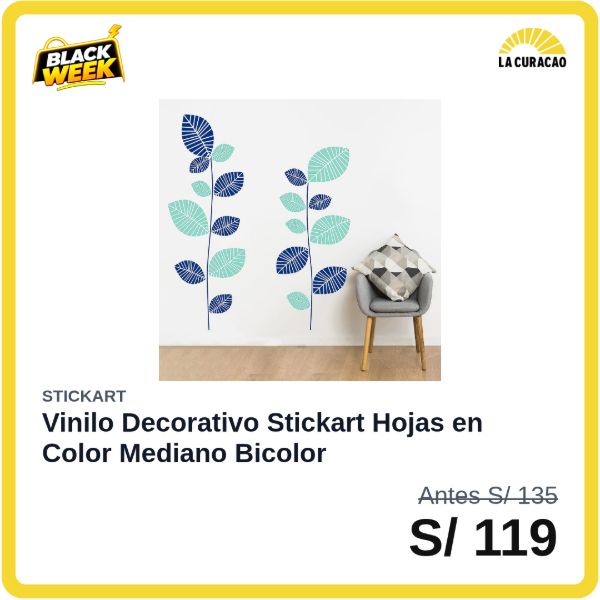 BLACK
WEEK
LA CURACAO
STICKART
Vinilo Decorativo Stickart Hojas en
Color Mediano Bicolor
Antes S/ 135
S/ 119